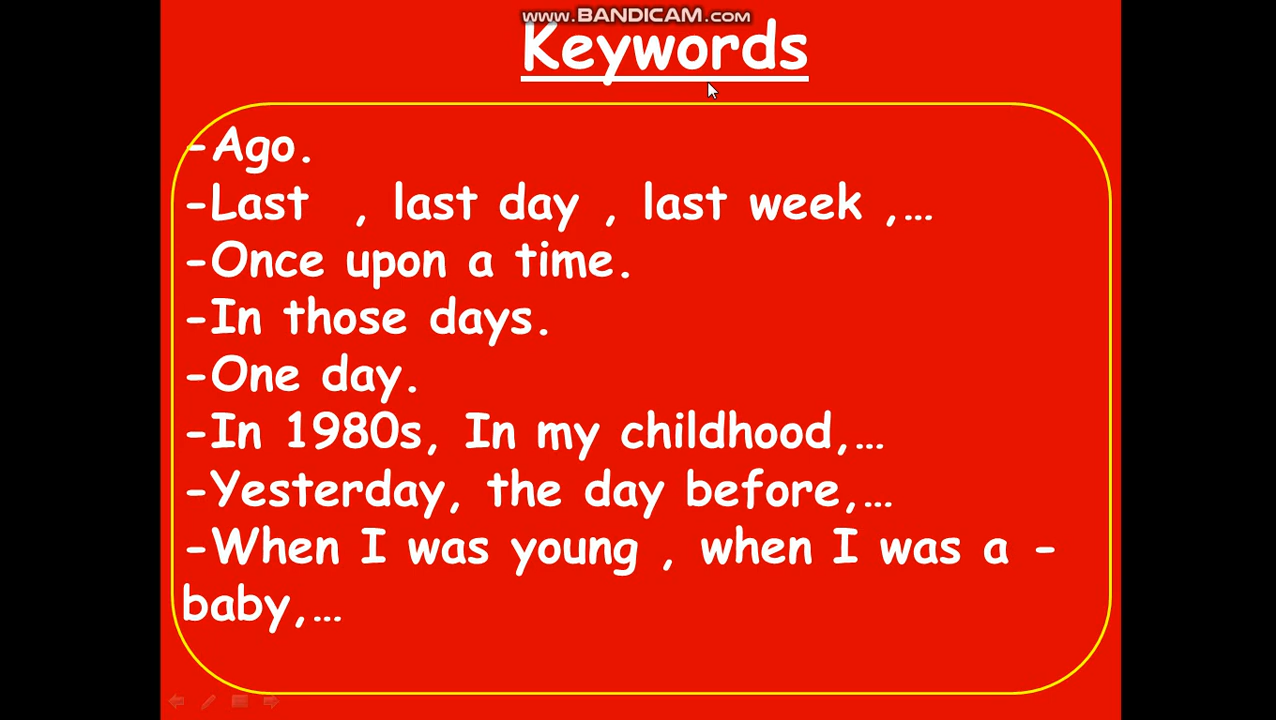 www.BANDICAM.com
Keywords
-Ago.
-Last , last day , last week ,...
-Once upon a time.
-In those days.
-One day.
-In 1980s, In my childhood,...
-Yesterday, the day before,...
-When I was young , when I was a -
baby,...